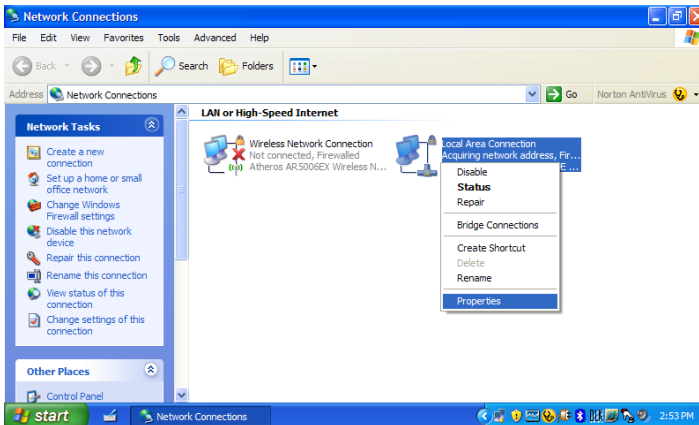 Network Connections
File Edit View Favorites Tools Advanced Help
Back Search Folders
Address Network Connections Go Norton AntiVirus
Network Tasks
Create a new
connection
Set up a home or small
office network
Change Windows
Firewall settings
Disable this network
device
Repair this connection
Rename this connection
View status of this
connection
Change settings of this
connection
Other Places
Control Panel
LAN or High-Speed Internet
Wireless Network Connection
Not connected, Firewalled
Atheros AR5006EX Wireless N...
Local Area Connection
Acquiring network address, Fir...
E ...
Disable
Status
Repair
Bridge Connections
Create Shortcut
Delete
Rename
Properties
start Network Connections 2:53 PM